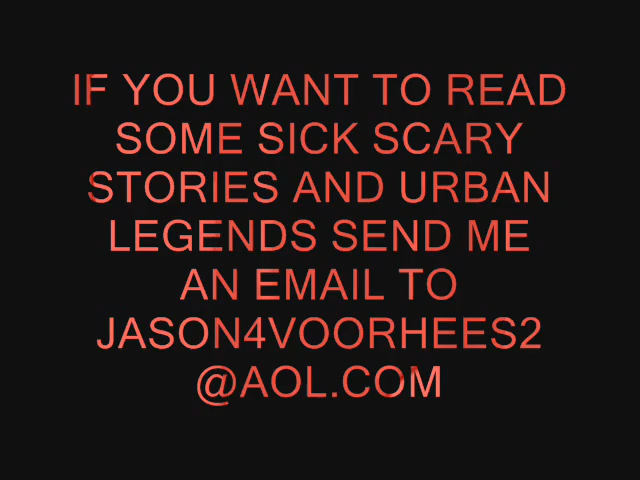 IF YOU WANT TO READ
SOME SICK SCARY
STORIES AND URBAN
LEGENDS SEND ME
AN EMAIL TO
JASON4VOORHEES2
@AOL.COM